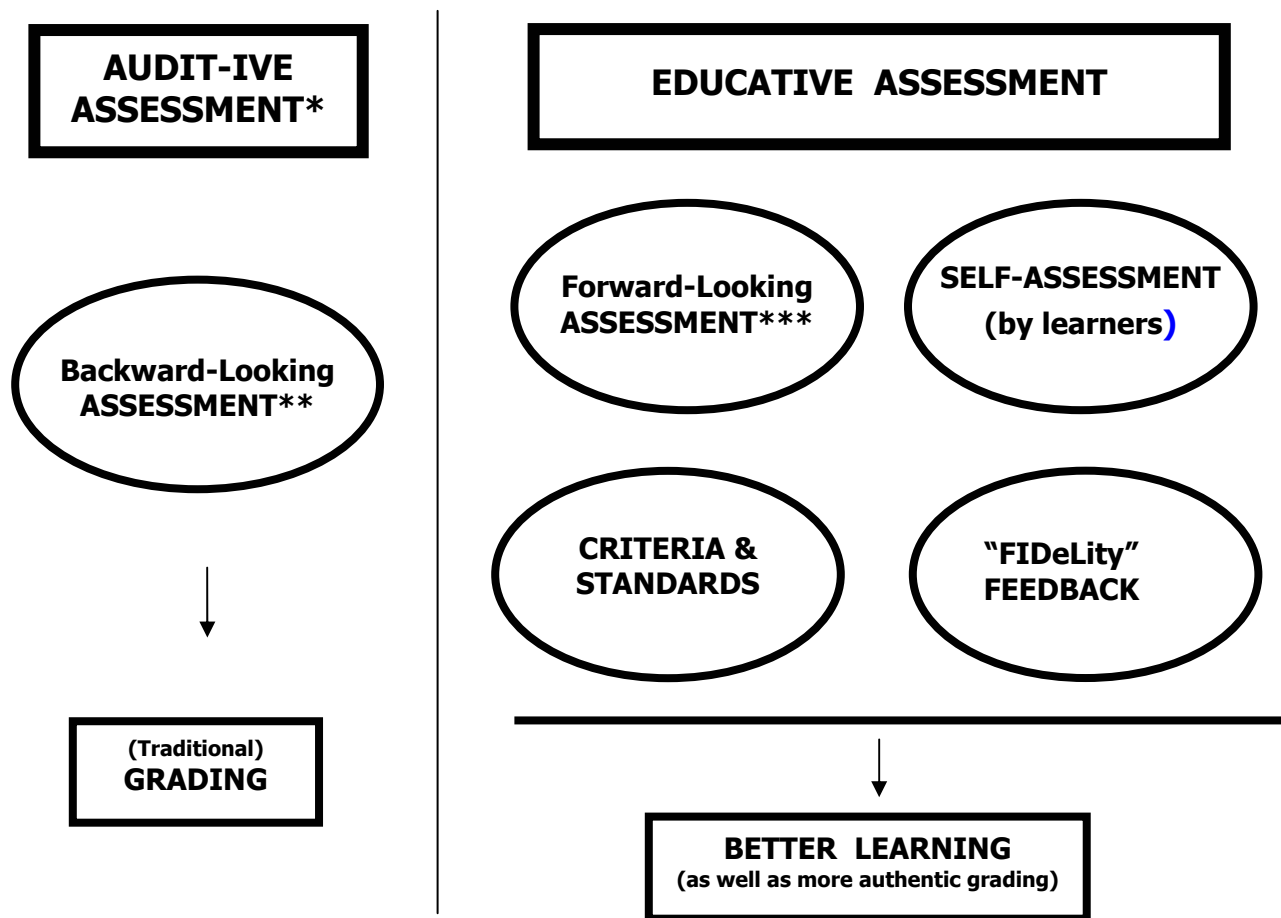 AUDIT-IVE
ASSESSMENT*
Backward-Looking
ASSESSMENT**
(Traditional)
GRADING
EDUCATIVE ASSESSMENT
Forward-Looking
ASSESSMENT***
SELF-ASSESSMENT
(by learners)
CRITERIA &
STANDARDS
“FIDeLity”
FEEDBACK
BETTER LEARNING
(as well as more authentic grading)